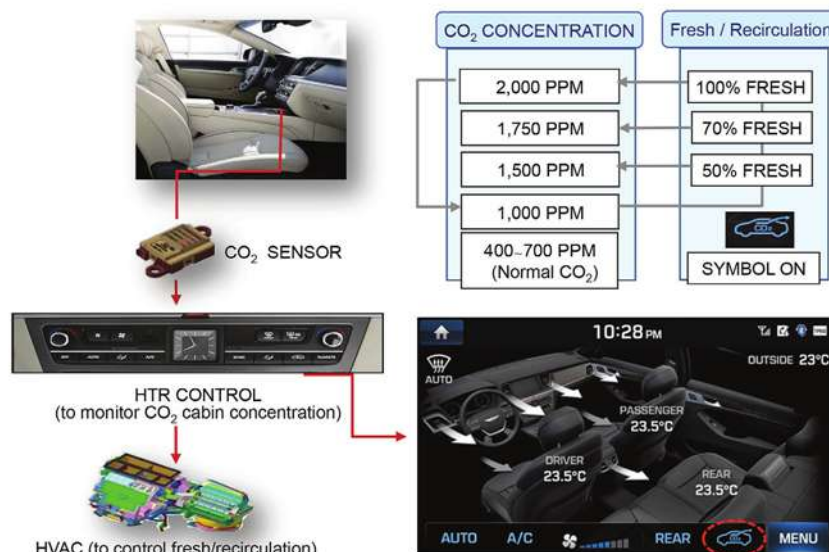 CO₂ CONCENTRATION
2,000 PPM
1,750 PPM
1,500 PPM
1,000 PPM
400~700 PPM
(Normal CO₂)
Fresh / Recirculation
100% FRESH
70% FRESH
50% FRESH
CO₂
SYMBOL ON
CO₂ SENSOR
HTR CONTROL
(to monitor CO₂ cabin concentration)
HVAC (to control fresh/recirculation)
10:28 PM
AUTO
OUTSIDE 23°C
PASSENGER
23.5°C
DRIVER
23.5°C
REAR
23.5°C
AUTO A/C REAR MENU